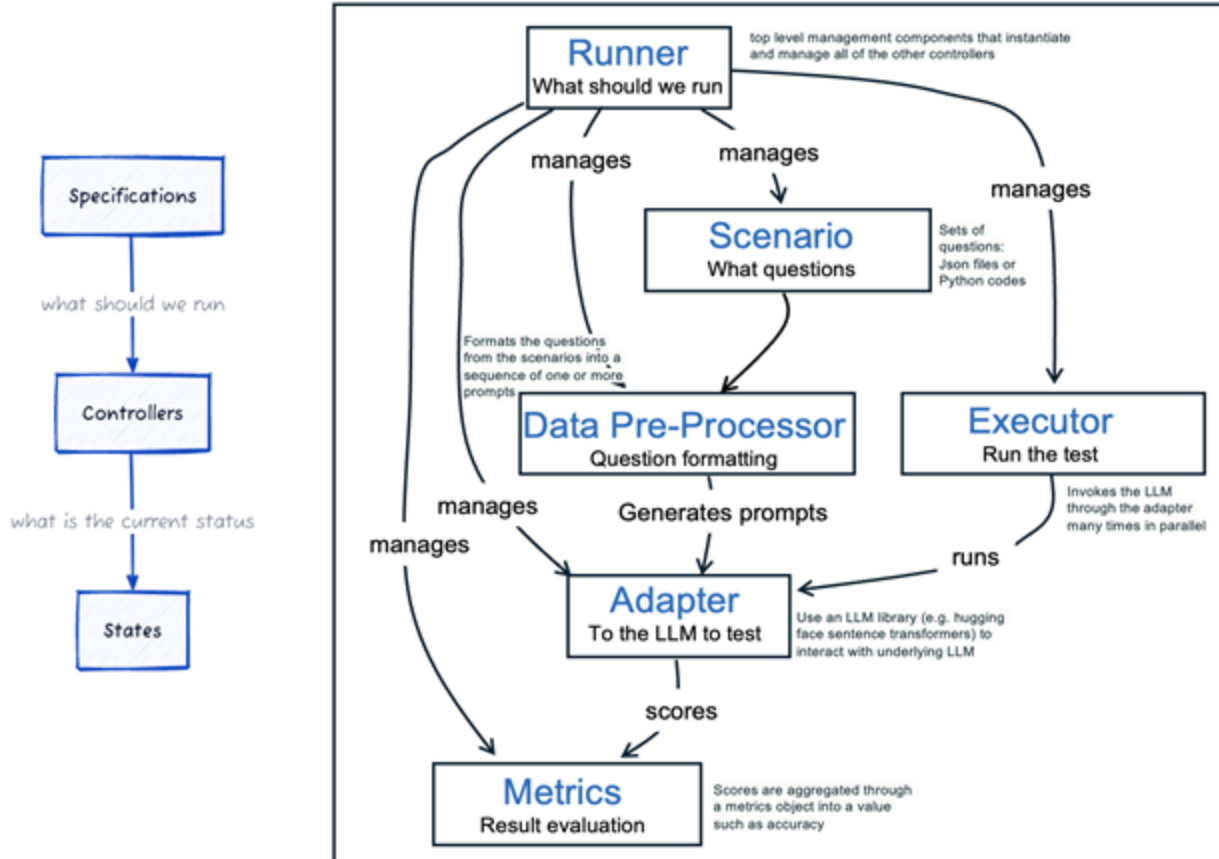 Specifications
what should we run
Controllers
what is the current status
States
Runner
What should we run
top level management components that instantiate
and manage all of the other controllers
manages
manages
manages
Scenario
What questions
Sets of
questions:
Json files or
Python codes
Formats the questions
from the scenarios into a
sequence of one or more
prompts
Data Pre-Processor
Question formatting
Executor
Run the test
manages
manages
Generates prompts
Invokes the LLM
through the adapter
many times in parallel
runs
Adapter
To the LLM to test
Use an LLM library (e.g. hugging
face sentence transformers) to
interact with underlying LLM
scores
Metrics
Result evaluation
Scores are aggregated through
a metrics object into a value
such as accuracy